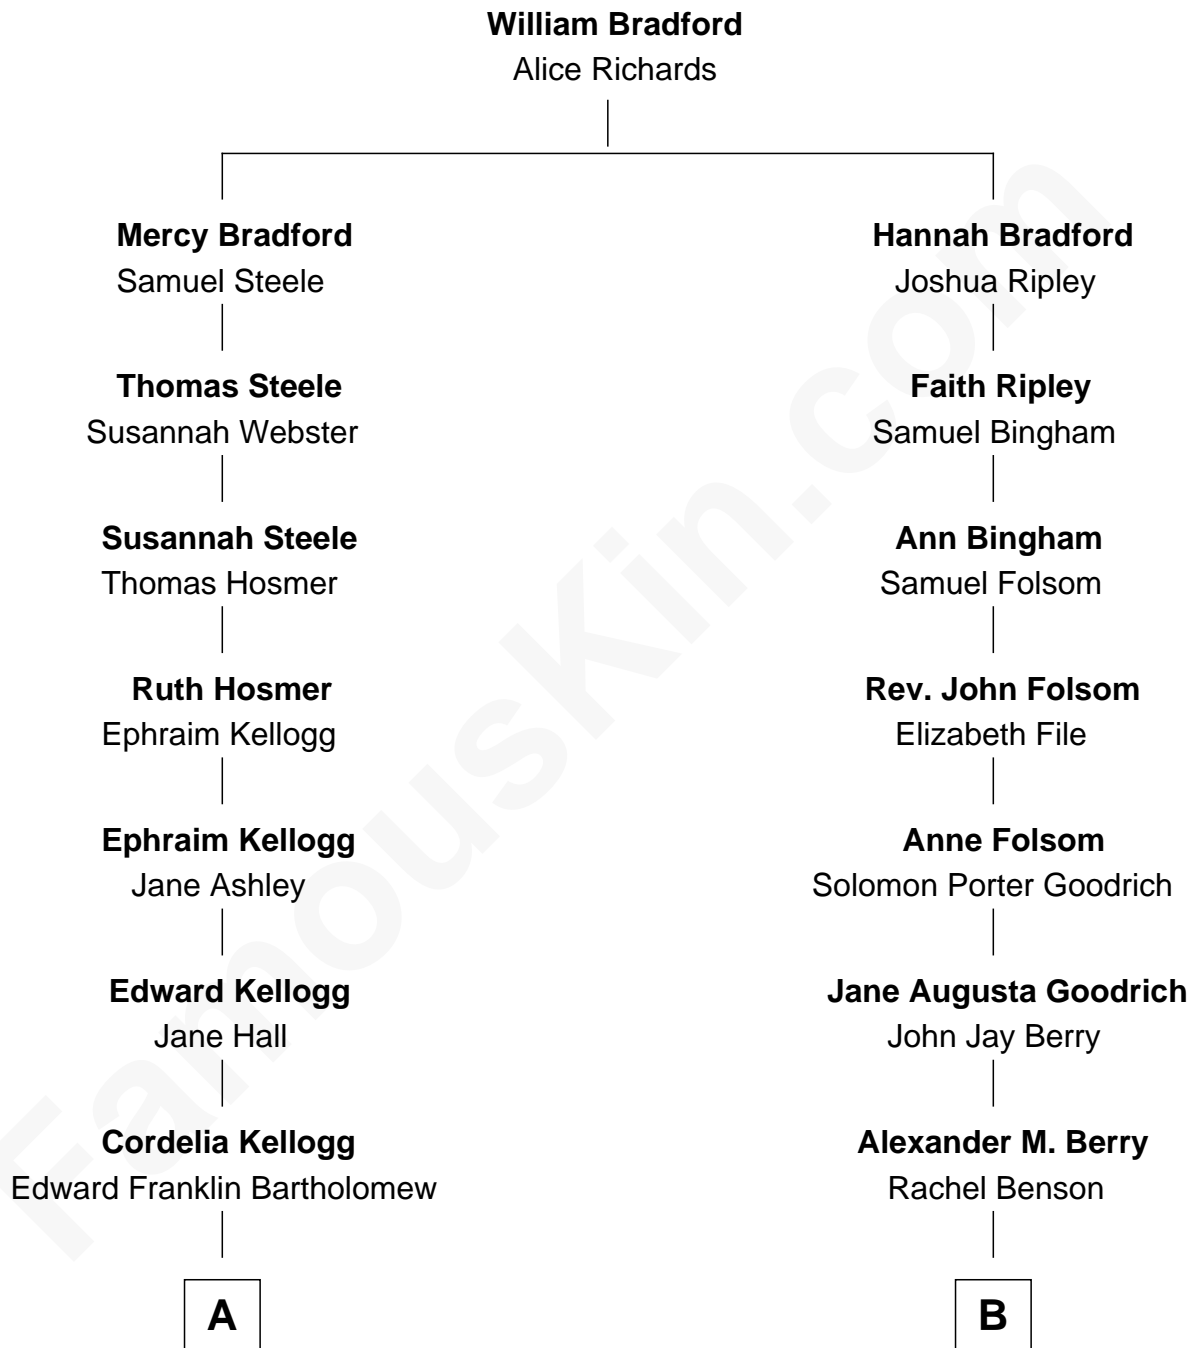 William Bradford
Alice Richards
Mercy Bradford
Samuel Steele
Hannah Bradford
Joshua Ripley
Thomas Steele
Susannah Webster
Faith Ripley
Samuel Bingham
Susannah Steele
Thomas Hosmer
Ann Bingham
Samuel Folsom
Ruth Hosmer
Ephraim Kellogg
Rev. John Folsom
Elizabeth File
Ephraim Kellogg
Jane Ashley
Anne Folsom
Solomon Porter Goodrich
Edward Kellogg
Jane Hall
Jane Augusta Goodrich
John Jay Berry
Cordelia Kellogg
Edward Franklin Bartholomew
Alexander M. Berry
Rachel Benson
A
B
FamousKin.com